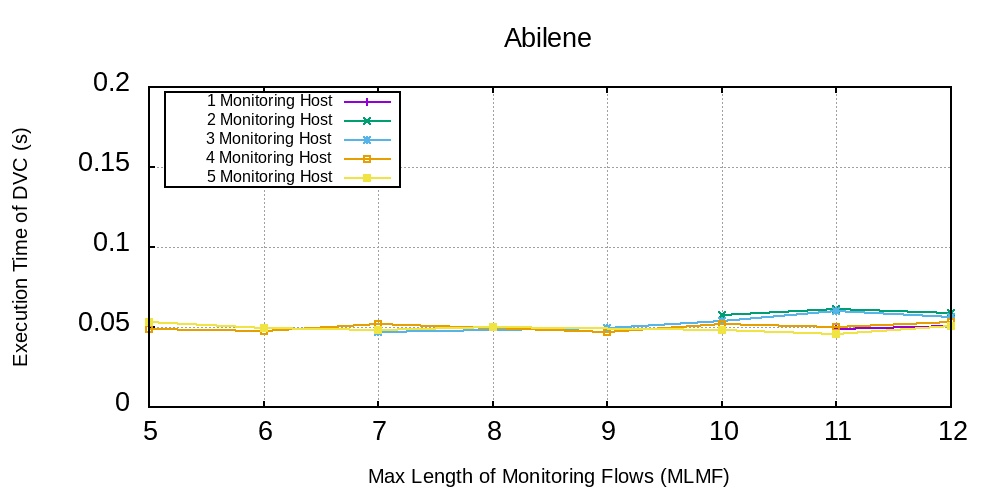 Abilene
Execution Time of DVC (s)
0.2
0.15
0.1
0.05
0
1 Monitoring Host
2 Monitoring Host
3 Monitoring Host
4 Monitoring Host
5 Monitoring Host
5 6 7 8 9 10 11 12
Max Length of Monitoring Flows (MLMF)